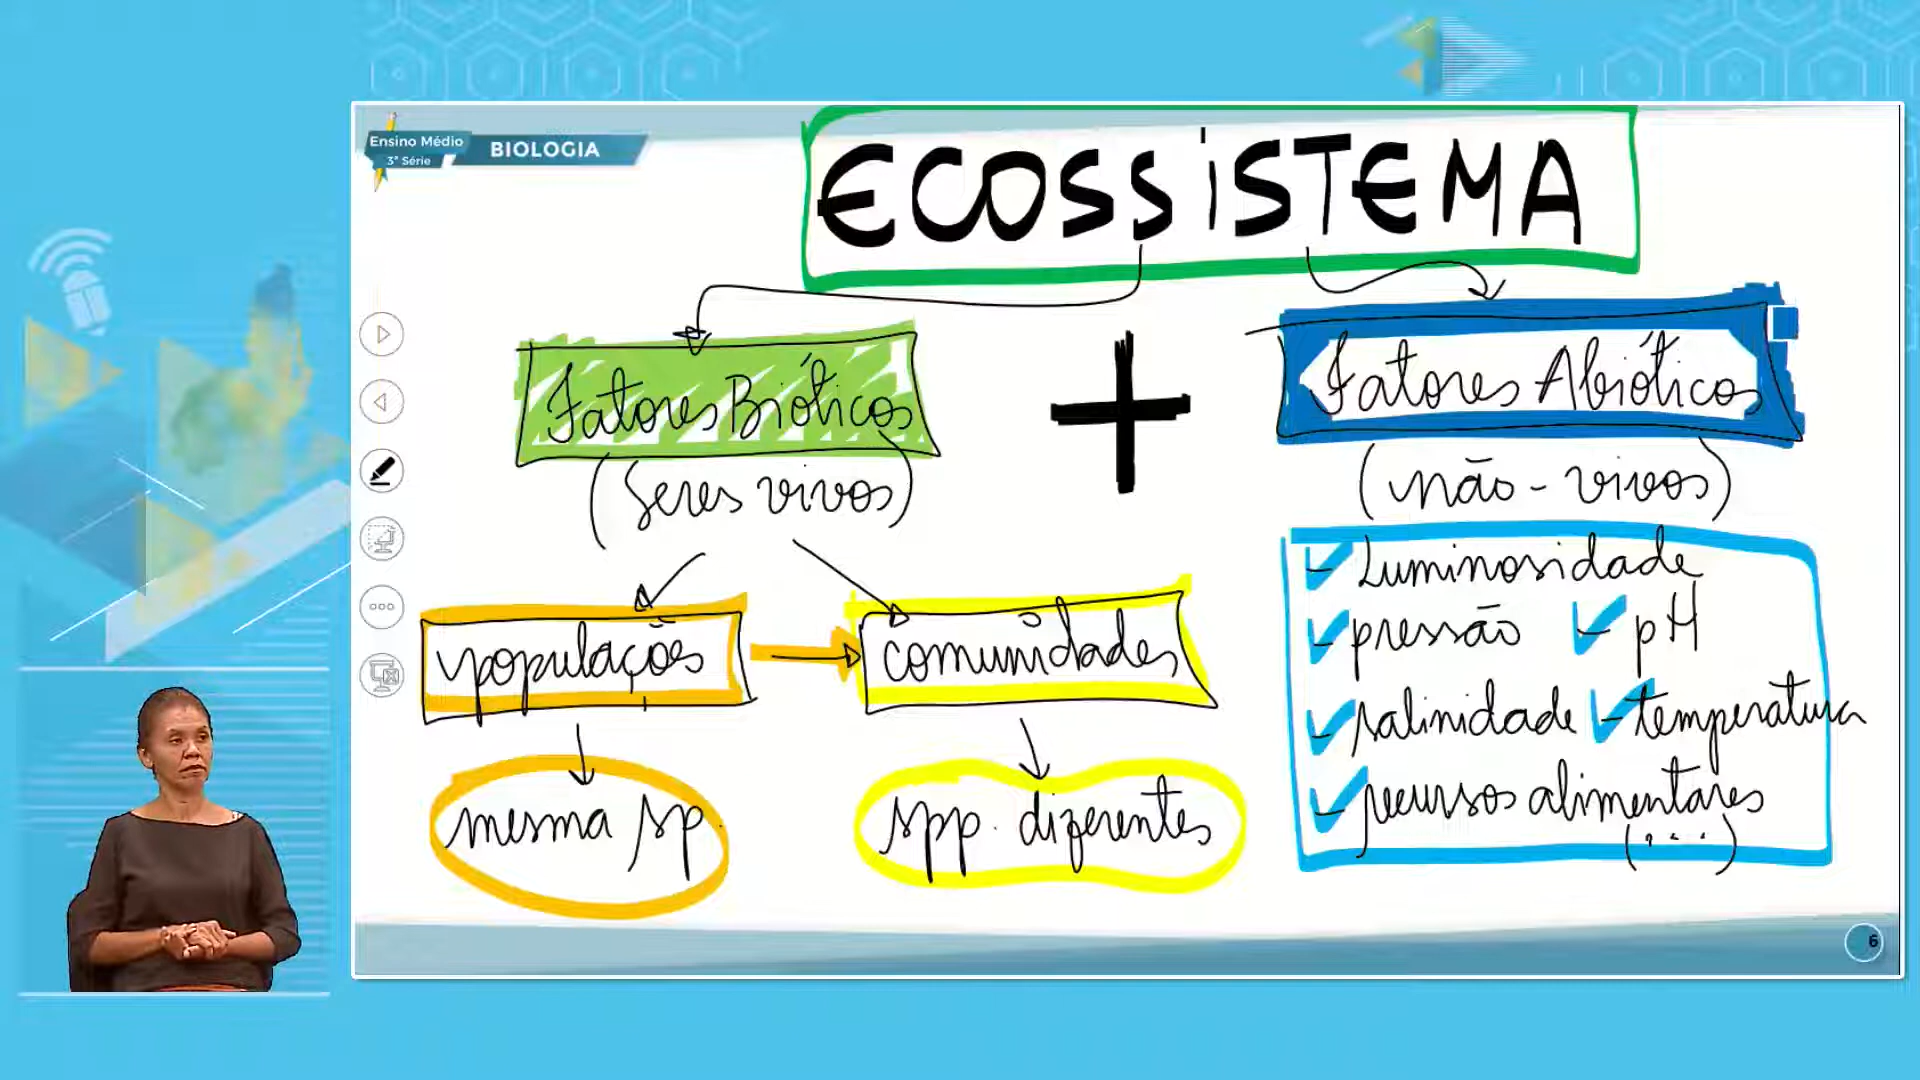 Ensino Médio
3ª Série
BIOLOGIA
ECOSSiSTEMA
Fatores Bióticos
+
Fatores Abióticos
(seres vivos)
(não-vivos)
populações
comunidades
mesma sp.
spp. diferentes
- Luminosidade
- pressão - pH
- salinidade - temperatura
- recursos alimentares
(...)
6